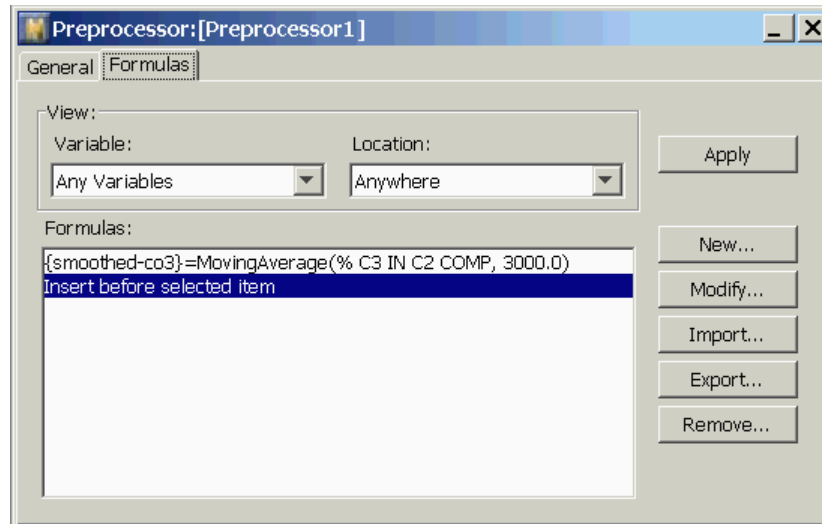 Preprocessor:[Preprocessor1]
General Formulas
View:
Variable: Location:
Any Variables Anywhere
Apply
Formulas:
{smoothed-co3}=MovingAverage(% C3 IN C2 COMP, 3000.0)
Insert before selected item
New...
Modify...
Import...
Export...
Remove...